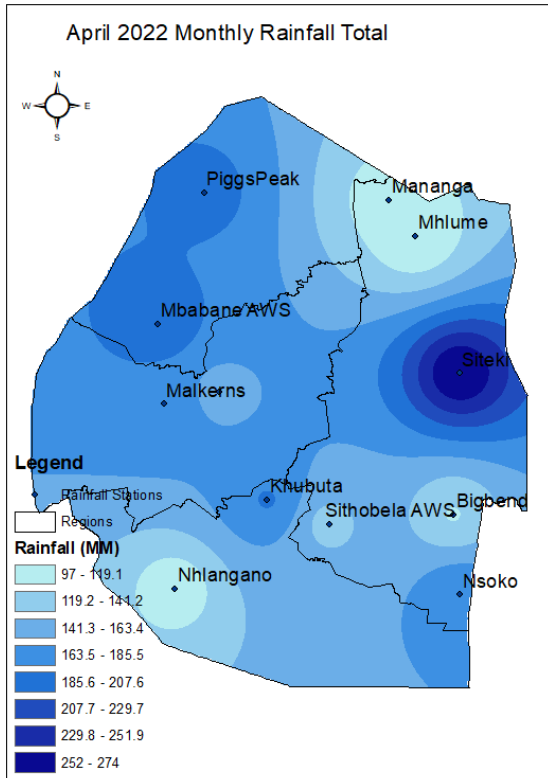 April 2022 Monthly Rainfall Total
N
W E
S
PiggsPeak
Mananga
Mhlume
Mbabane AWS
Siteki
Malkerns
Legend
Rainfall Stations
Khubuta
Sithobela AWS
Bigbend
Regions
Rainfall (MM)
Nhlangano
Nsoko
97 - 119.1
119.2 - 141.2
141.3 - 163.4
163.5 - 185.5
185.6 - 207.6
207.7 - 229.7
229.8 - 251.9
252 - 274